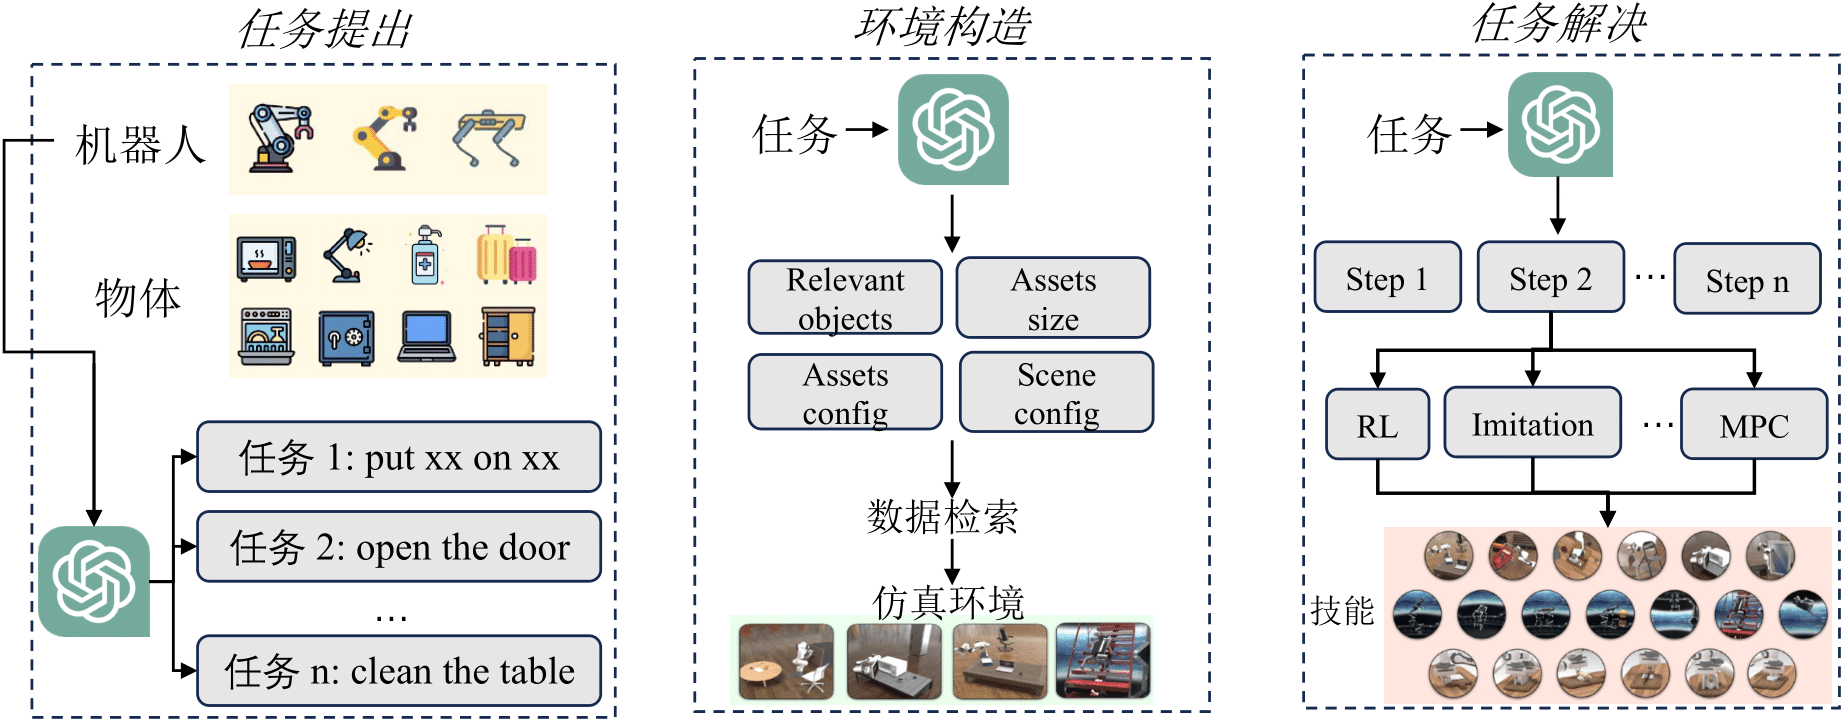 任务提出
机器人
物体
任务 1: put xx on xx
任务 2: open the door
...
任务 n: clean the table
环境构造
任务
Relevant
objects
Assets
size
Assets
config
Scene
config
数据检索
仿真环境
任务解决
任务
Step 1
Step 2
...
Step n
RL
Imitation
...
MPC
技能